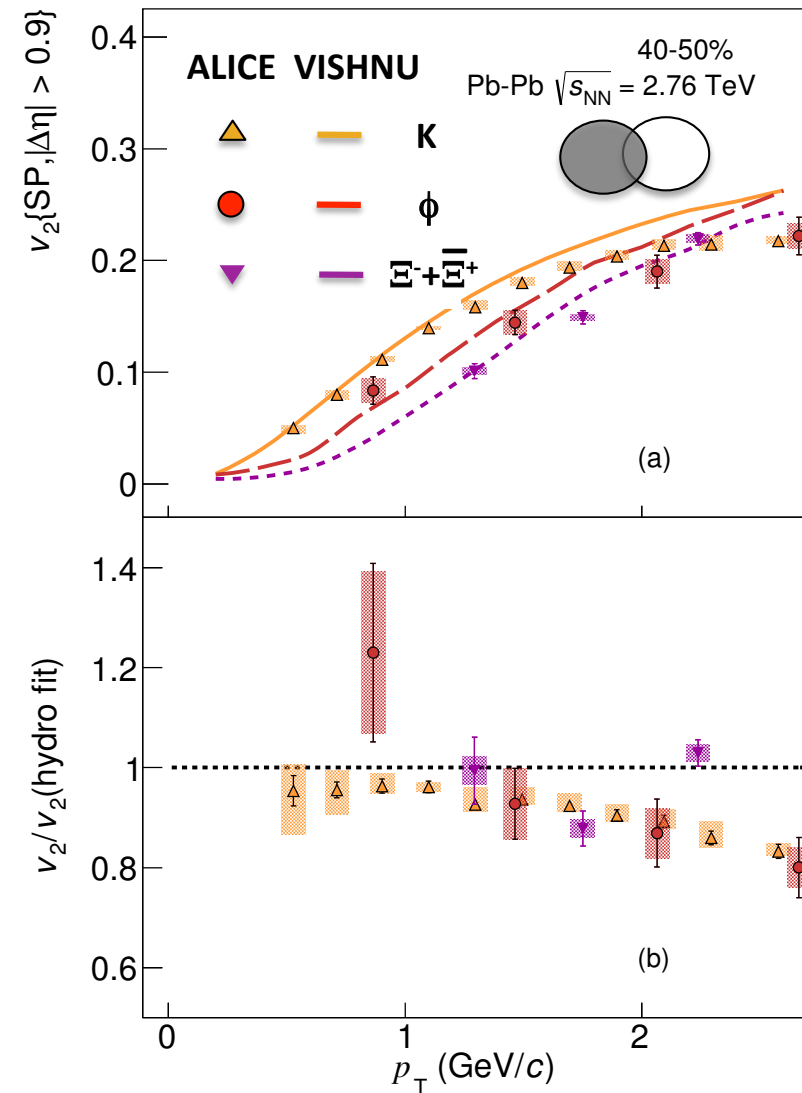 v₂{SP,|Δη| > 0.9}
0.4
0.3
0.2
0.1
0
ALICE VISHNU
K
ϕ
Ξ⁻+Ξ̅⁺
40-50%
Pb-Pb √sNN = 2.76 TeV
(a)
v₂/v₂(hydro fit)
1.4
1.2
1
0.8
0.6
(b)
0 1 2
pT (GeV/c)